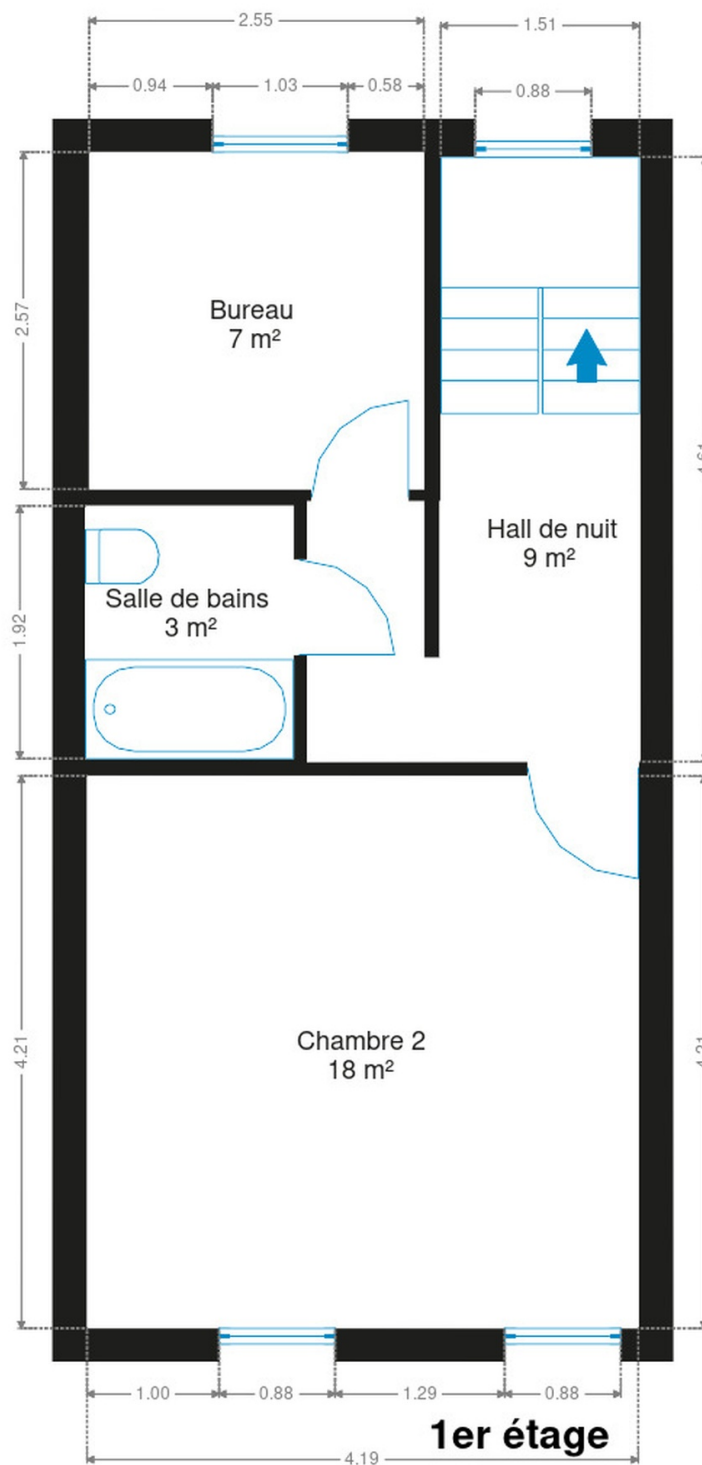 2.55
1.51
0.94
1.03
0.58
0.88
Bureau
7 m²
2.57
Hall de nuit
9 m²
Salle de bains
3 m²
1.92
Chambre 2
18 m²
4.21
1.00
0.88
1.29
0.88
1er étage
4.19